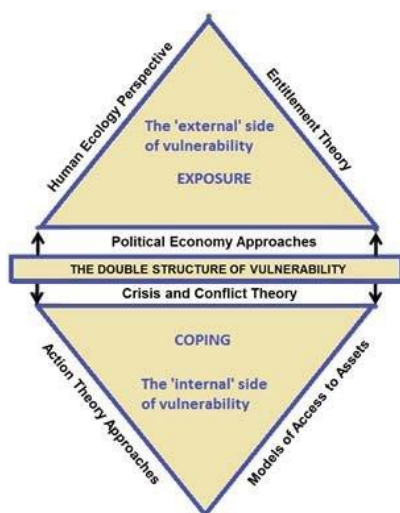 Human Ecology Perspective
Entitlement Theory
The 'external' side
of vulnerability
EXPOSURE
Political Economy Approaches
THE DOUBLE STRUCTURE OF VULNERABILITY
Crisis and Conflict Theory
COPING
The 'internal' side
of vulnerability
Action Theory Approaches
Models of Access to Assets